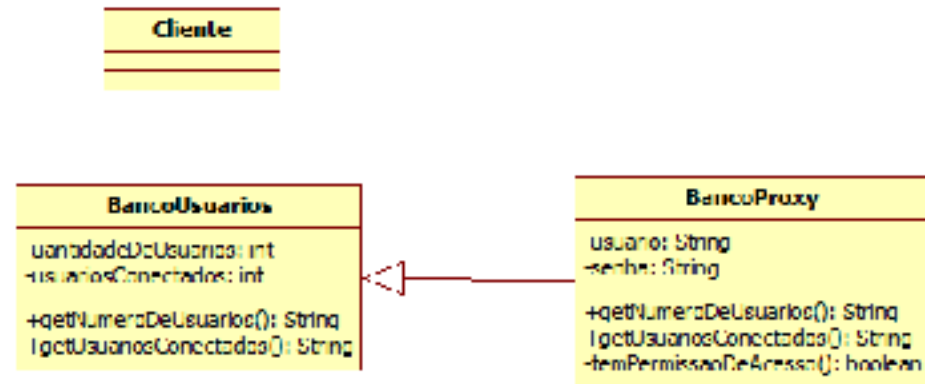 Cliente
BancoUsuarios
uantidadeDeUsuarios: int
-usuariosConectados: int
+getNumeroDeUsuarios(): String
+getUsuariosConectados(): String
BancoProxy
usuario: String
-senha: String
+getNumeroDeUsuarios(): String
+getUsuariosConectados(): String
-temPermissaoDeAcesso(): boolean